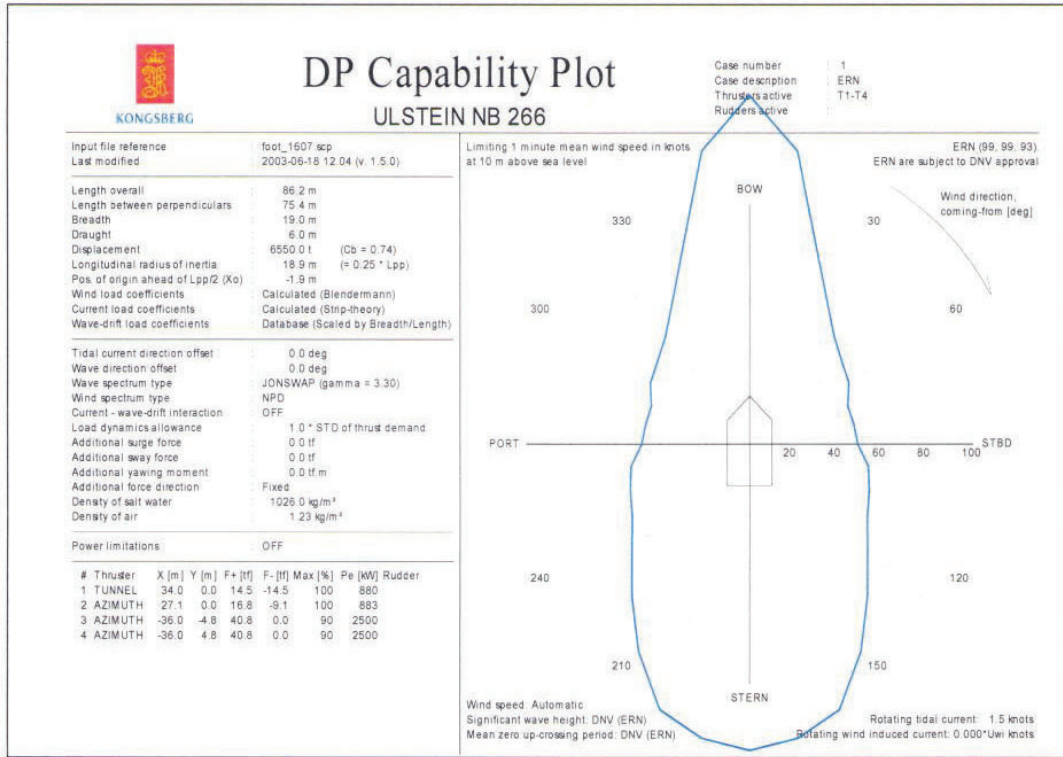 KONGSBERG
DP Capability Plot
ULSTEIN NB 266
Case number : 1
Case description : ERN
Thrusters active : T1-T4
Rudders active :
Input file reference : foot_1607.scp
Last modified : 2003-06-18 12.04 (v. 1.5.0)
Length overall : 86.2 m
Length between perpendiculars : 75.4 m
Breadth : 19.0 m
Draught : 6.0 m
Displacement : 6550.0 t (Cb = 0.74)
Longitudinal radius of inertia : 18.9 m (= 0.25 * Lpp)
Pos. of origin ahead of Lpp/2 (Xo) : -1.9 m
Wind load coefficients : Calculated (Blendermann)
Current load coefficients : Calculated (Strip-theory)
Wave-drift load coefficients : Database (Scaled by Breadth/Length)
Tidal current direction offset : 0.0 deg
Wave direction offset : 0.0 deg
Wave spectrum type : JONSWAP (gamma = 3.30)
Wind spectrum type : NPD
Current - wave-drift interaction : OFF
Load dynamics allowance : 1.0 * STD of thrust demand
Additional surge force : 0.0 tf
Additional sway force : 0.0 tf
Additional yawing moment : 0.0 tf.m
Additional force direction : Fixed
Density of salt water : 1026.0 kg/m³
Density of air : 1.23 kg/m³
Power limitations : OFF
# Thruster X [m] Y [m] F+ [tf] F- [tf] Max [%] Pe [kW] Rudder
1 TUNNEL 34.0 0.0 14.5 -14.5 100 880
2 AZIMUTH 27.1 0.0 16.8 -9.1 100 883
3 AZIMUTH -36.0 -4.8 40.8 0.0 90 2500
4 AZIMUTH -36.0 4.8 40.8 0.0 90 2500
Limiting 1 minute mean wind speed in knots
at 10 m above sea level
ERN (99, 99, 93).
ERN are subject to DNV approval
Wind direction,
coming-from [deg]
BOW
330
30
300
60
PORT
20 40 60 80 100
STBD
240
120
210
150
STERN
Wind speed: Automatic
Significant wave height: DNV (ERN)
Mean zero up-crossing period: DNV (ERN)
Rotating tidal current: 1.5 knots
Rotating wind induced current: 0.000*Uwi knots